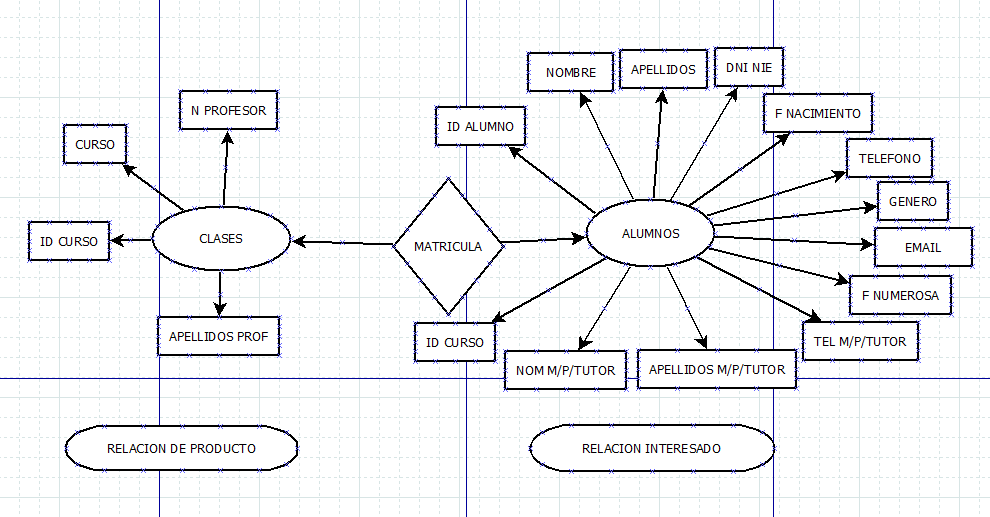 NOMBRE
APELLIDOS
DNI NIE
N PROFESOR
ID ALUMNO
F NACIMIENTO
CURSO
TELEFONO
GENERO
ID CURSO
CLASES
MATRICULA
ALUMNOS
EMAIL
F NUMEROSA
APELLIDOS PROF
ID CURSO
TEL M/P/TUTOR
NOM M/P/TUTOR
APELLIDOS M/P/TUTOR
RELACION DE PRODUCTO
RELACION INTERESADO